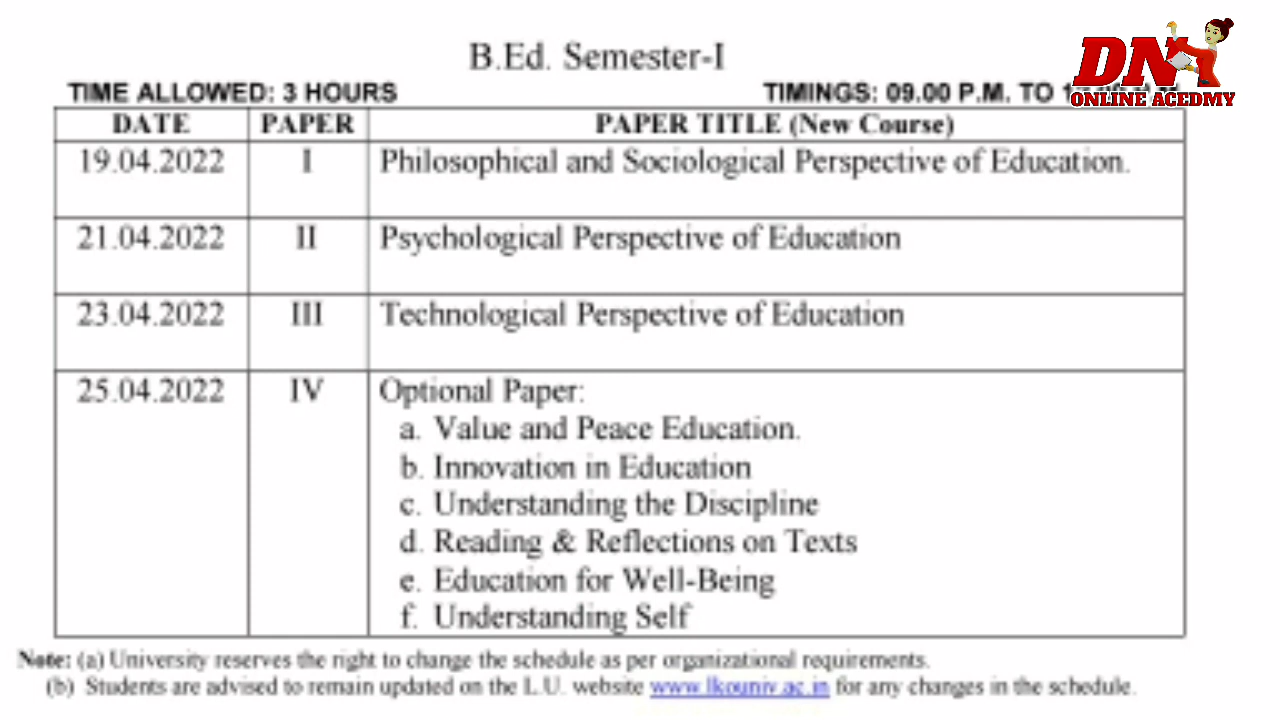 B.Ed. Semester-I
TIME ALLOWED: 3 HOURS TIMINGS: 09.00 P.M. TO
DN
ONLINE ACEDMY
DATE PAPER PAPER TITLE (New Course)
19.04.2022 I Philosophical and Sociological Perspective of Education.
21.04.2022 II Psychological Perspective of Education
23.04.2022 III Technological Perspective of Education
25.04.2022 IV Optional Paper:
a. Value and Peace Education.
b. Innovation in Education
c. Understanding the Discipline
d. Reading & Reflections on Texts
e. Education for Well-Being
f. Understanding Self
Note: (a) University reserves the right to change the schedule as per organizational requirements.
(b) Students are advised to remain updated on the L.U. website www.lkouniv.ac.in for any changes in the schedule.